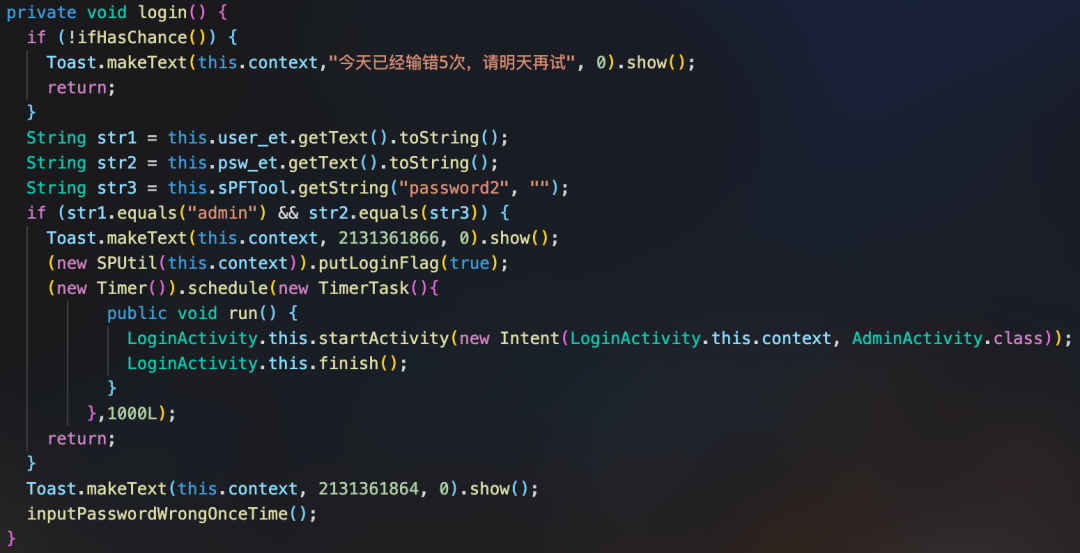 private void login() {
if (!ifHasChance()) {
Toast.makeText(this.context,"今天已经输错5次，请明天再试", 0).show();
return;
}
String str1 = this.user_et.getText().toString();
String str2 = this.psw_et.getText().toString();
String str3 = this.sPFTool.getString("password2", "");
if (str1.equals("admin") && str2.equals(str3)) {
Toast.makeText(this.context, 2131361866, 0).show();
(new SPUtil(this.context)).putLoginFlag(true);
(new Timer()).schedule(new TimerTask(){
public void run() {
LoginActivity.this.startActivity(new Intent(LoginActivity.this.context, AdminActivity.class));
LoginActivity.this.finish();
}
},1000L);
return;
}
Toast.makeText(this.context, 2131361864, 0).show();
inputPasswordWrongOnceTime();
}